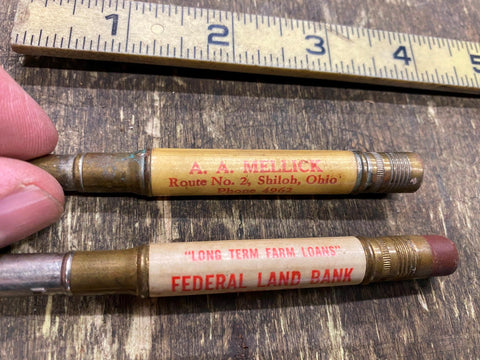 1 2 3 4 5
A. A. MELLICK
Route No. 2, Shiloh, Ohio
Phone 4962
"LONG TERM FARM LOANS"
FEDERAL LAND BANK